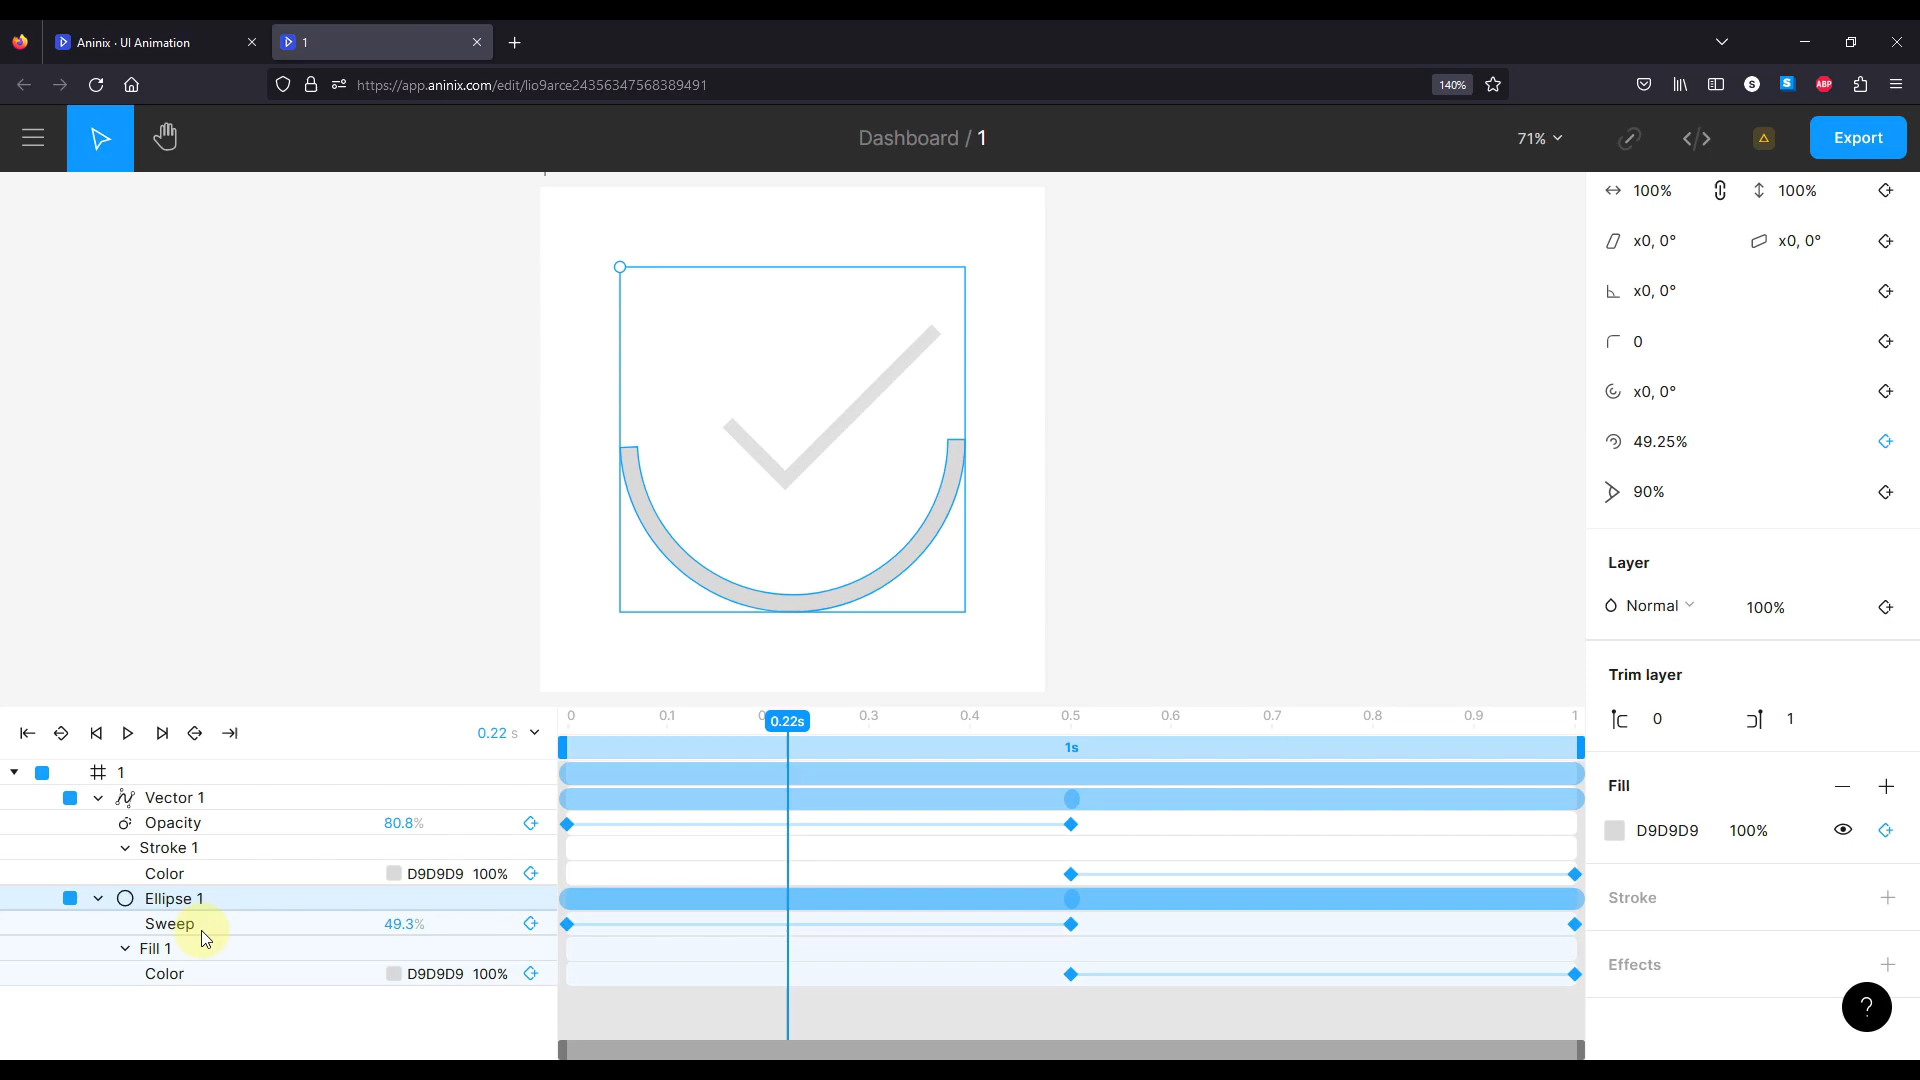 Aninix · UI Animation
1
https://app.aninix.com/edit/lio9arce24356347568389491
140%
S
S
ABP
Dashboard / 1
71%
Export
100%
100%
x0, 0°
x0, 0°
x0, 0°
0
x0, 0°
49.25%
90%
Layer
Normal
100%
Trim layer
0
1
Fill
D9D9D9 100%
Stroke
Effects
?
0.22 s
0 0.1 0.22s 0.3 0.4 0.5 0.6 0.7 0.8 0.9 1
1s
1
Vector 1
Opacity 80.8%
Stroke 1
Color D9D9D9 100%
Ellipse 1
Sweep 49.3%
Fill 1
Color D9D9D9 100%